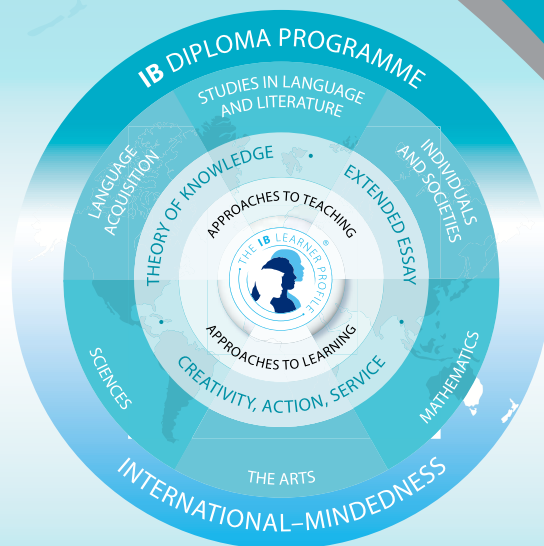 IB DIPLOMA PROGRAMME
STUDIES IN LANGUAGE
AND LITERATURE
LANGUAGE
ACQUISITION
INDIVIDUALS
AND SOCIETIES
THEORY OF KNOWLEDGE
EXTENDED ESSAY
APPROACHES TO TEACHING
THE IB LEARNER PROFILE
®
APPROACHES TO LEARNING
CREATIVITY, ACTION, SERVICE
SCIENCES
MATHEMATICS
THE ARTS
INTERNATIONAL–MINDEDNESS